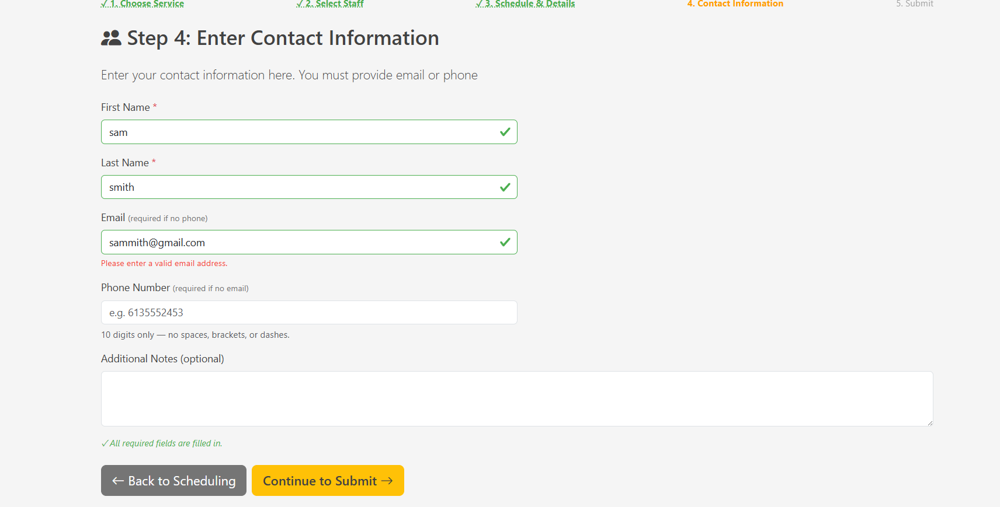 ✓ 1. Choose Service
✓ 2. Select Staff
✓ 3. Schedule & Details
4. Contact Information
5. Submit
Step 4: Enter Contact Information
Enter your contact information here. You must provide email or phone
First Name *
sam
Last Name *
smith
Email (required if no phone)
sammith@gmail.com
Please enter a valid email address.
Phone Number (required if no email)
e.g. 6135552453
10 digits only — no spaces, brackets, or dashes.
Additional Notes (optional)
✓ All required fields are filled in.
← Back to Scheduling
Continue to Submit →